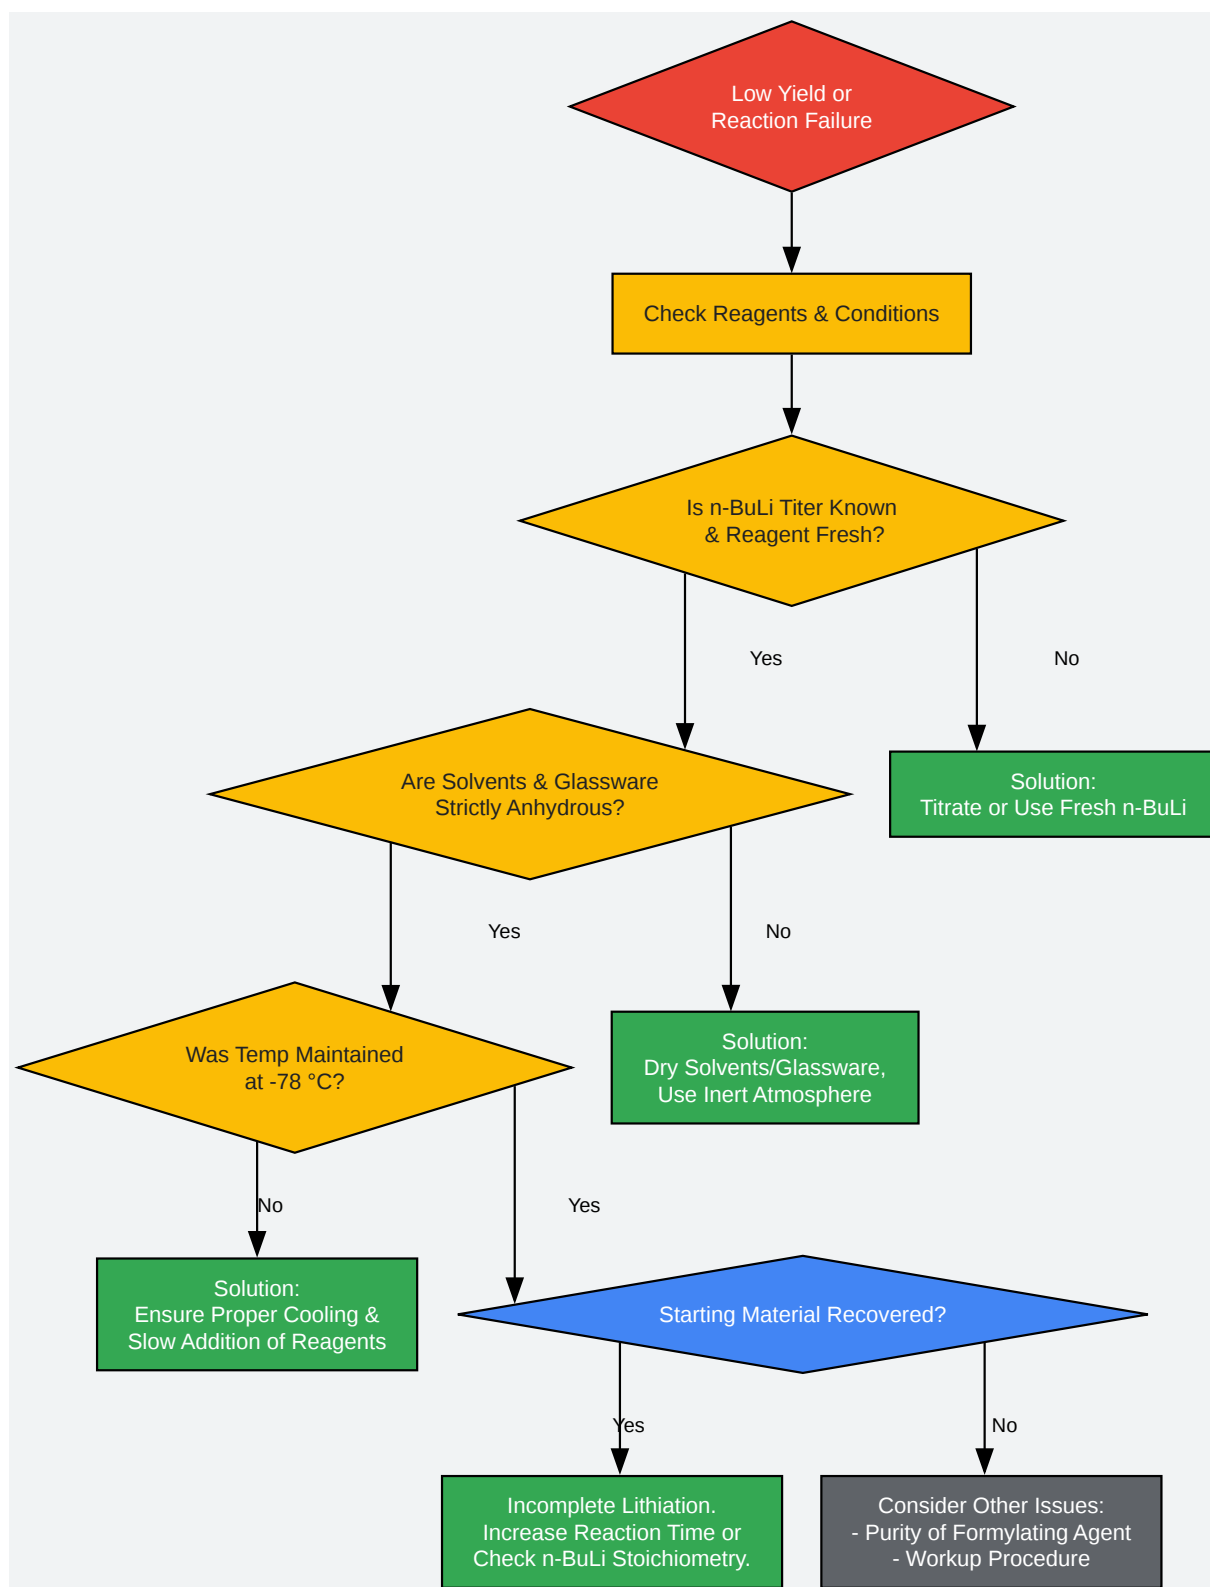 Low Yield or
Reaction Failure
Check Reagents & Conditions
Is n-BuLi Titer Known
& Reagent Fresh?
Yes
No
Are Solvents & Glassware
Strictly Anhydrous?
Solution:
Titrate or Use Fresh n-BuLi
Yes
No
Was Temp Maintained
at -78 °C?
Solution:
Dry Solvents/Glassware,
Use Inert Atmosphere
No
Yes
Solution:
Ensure Proper Cooling &
Slow Addition of Reagents
Starting Material Recovered?
Yes
No
Incomplete Lithiation.
Increase Reaction Time or
Check n-BuLi Stoichiometry.
Consider Other Issues:
- Purity of Formylating Agent
- Workup Procedure